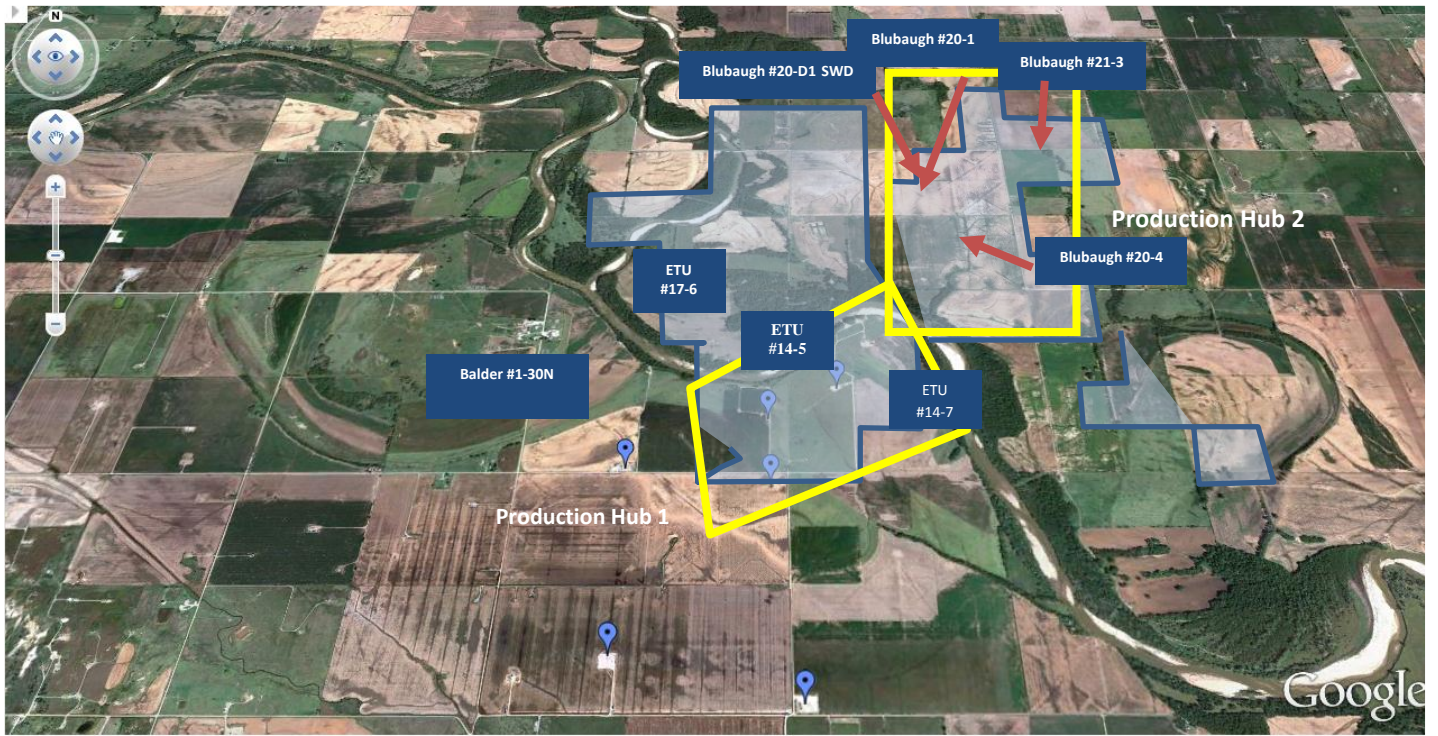 N
Blubaugh #20-1
Blubaugh #20-D1 SWD
Blubaugh #21-3
Production Hub 2
Blubaugh #20-4
ETU
#17-6
ETU
#14-5
Balder #1-30N
ETU
#14-7
Production Hub 1
Google